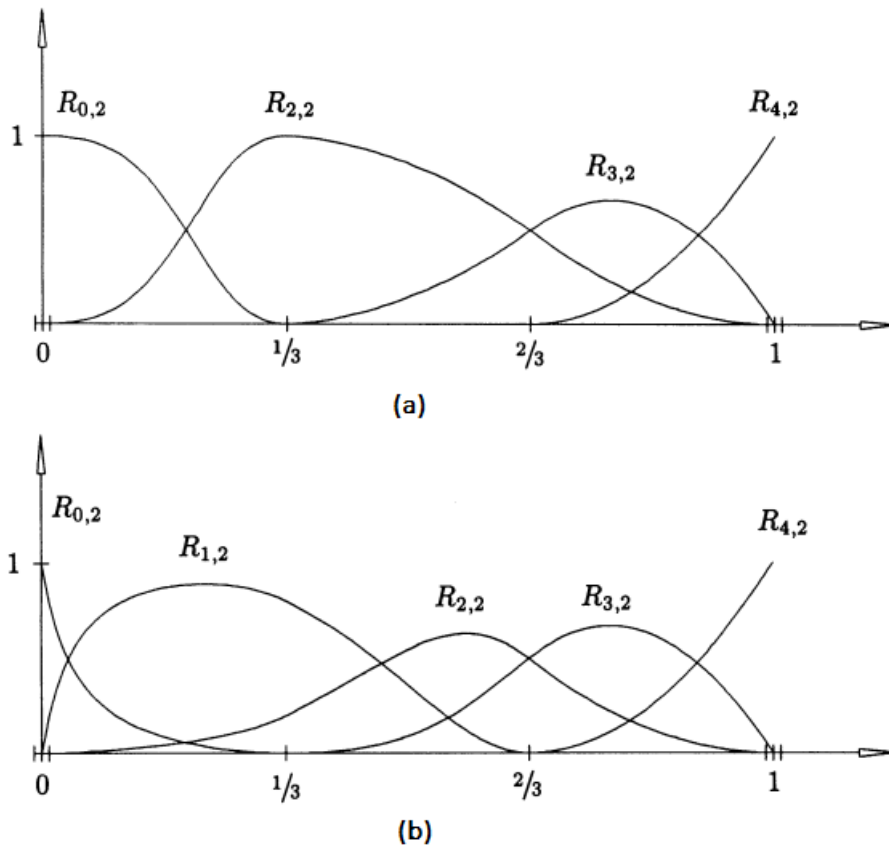 R0,2 R2,2 R4,2
R3,2
1
0 1/3 2/3 1
(a)
R0,2 R1,2 R2,2 R3,2 R4,2
1
0 1/3 2/3 1
(b)